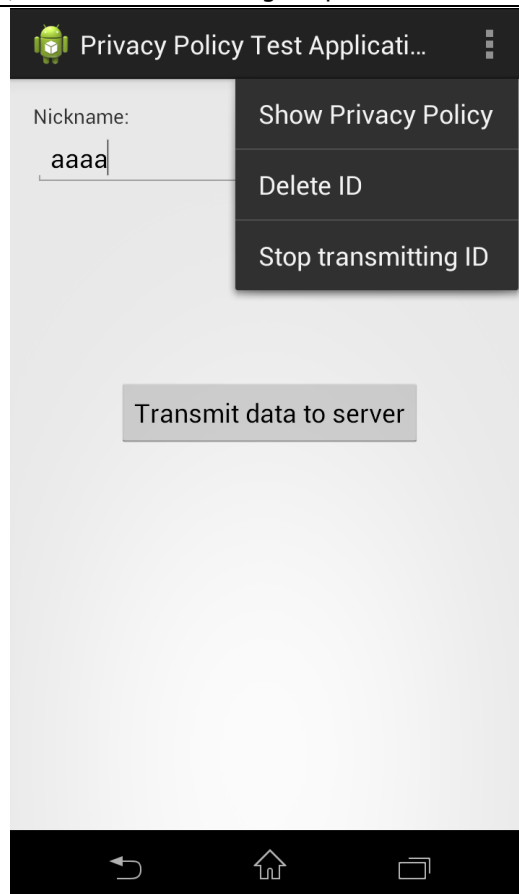 Privacy Policy Test Applicati...
Show Privacy Policy
Nickname:
aaaa
Delete ID
Stop transmitting ID
Transmit data to server